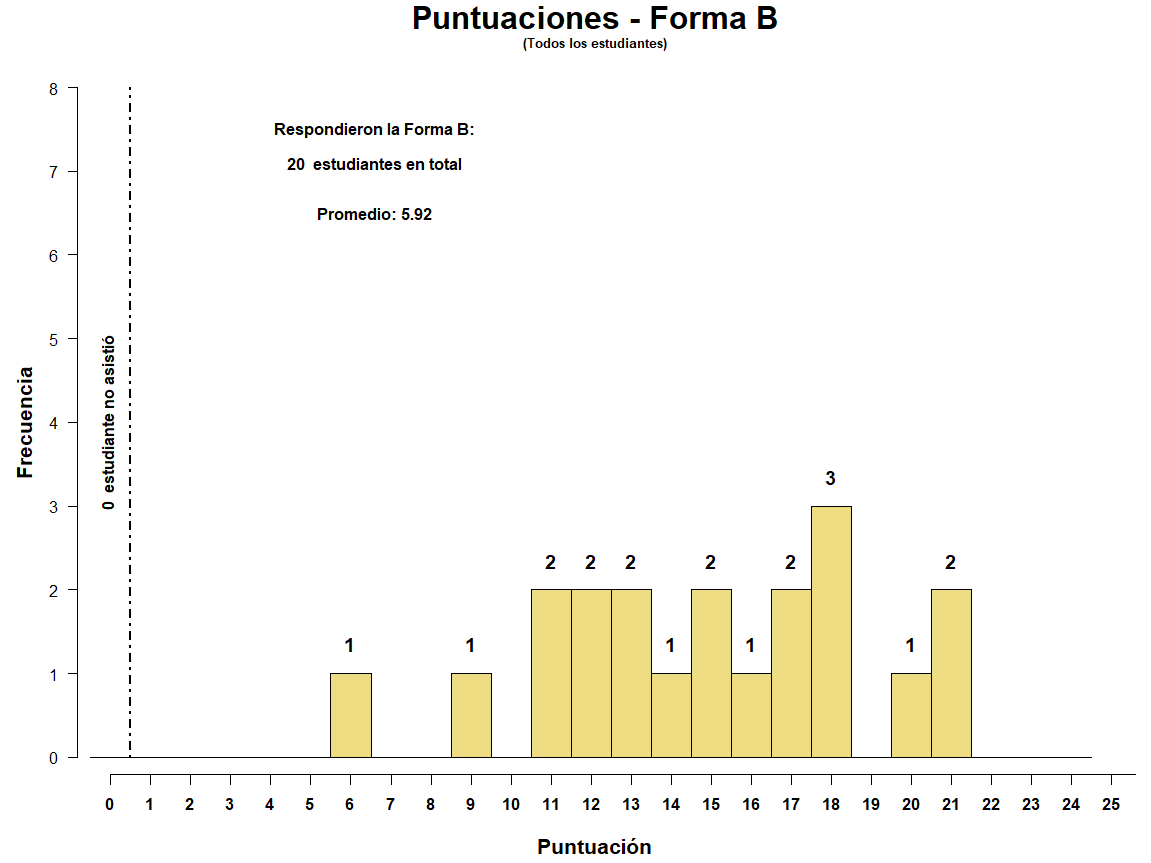 Puntuaciones - Forma B
(Todos los estudiantes)
Respondieron la Forma B:
20 estudiantes en total
Promedio: 5.92
Frecuencia
8
7
6
5
4
3
2
1
0
0 estudiante no asistió
1
1
2
2
2
1
2
1
2
3
1
2
0 1 2 3 4 5 6 7 8 9 10 11 12 13 14 15 16 17 18 19 20 21 22 23 24 25
Puntuación